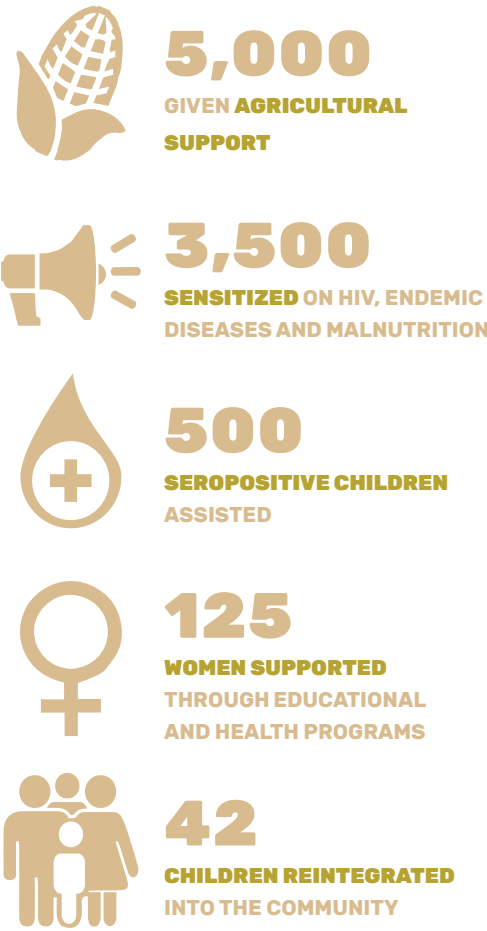 5,000
GIVEN AGRICULTURAL
SUPPORT
3,500
SENSITIZED ON HIV, ENDEMIC
DISEASES AND MALNUTRITION
500
SEROPOSITIVE CHILDREN
ASSISTED
125
WOMEN SUPPORTED
THROUGH EDUCATIONAL
AND HEALTH PROGRAMS
42
CHILDREN REINTEGRATED
INTO THE COMMUNITY